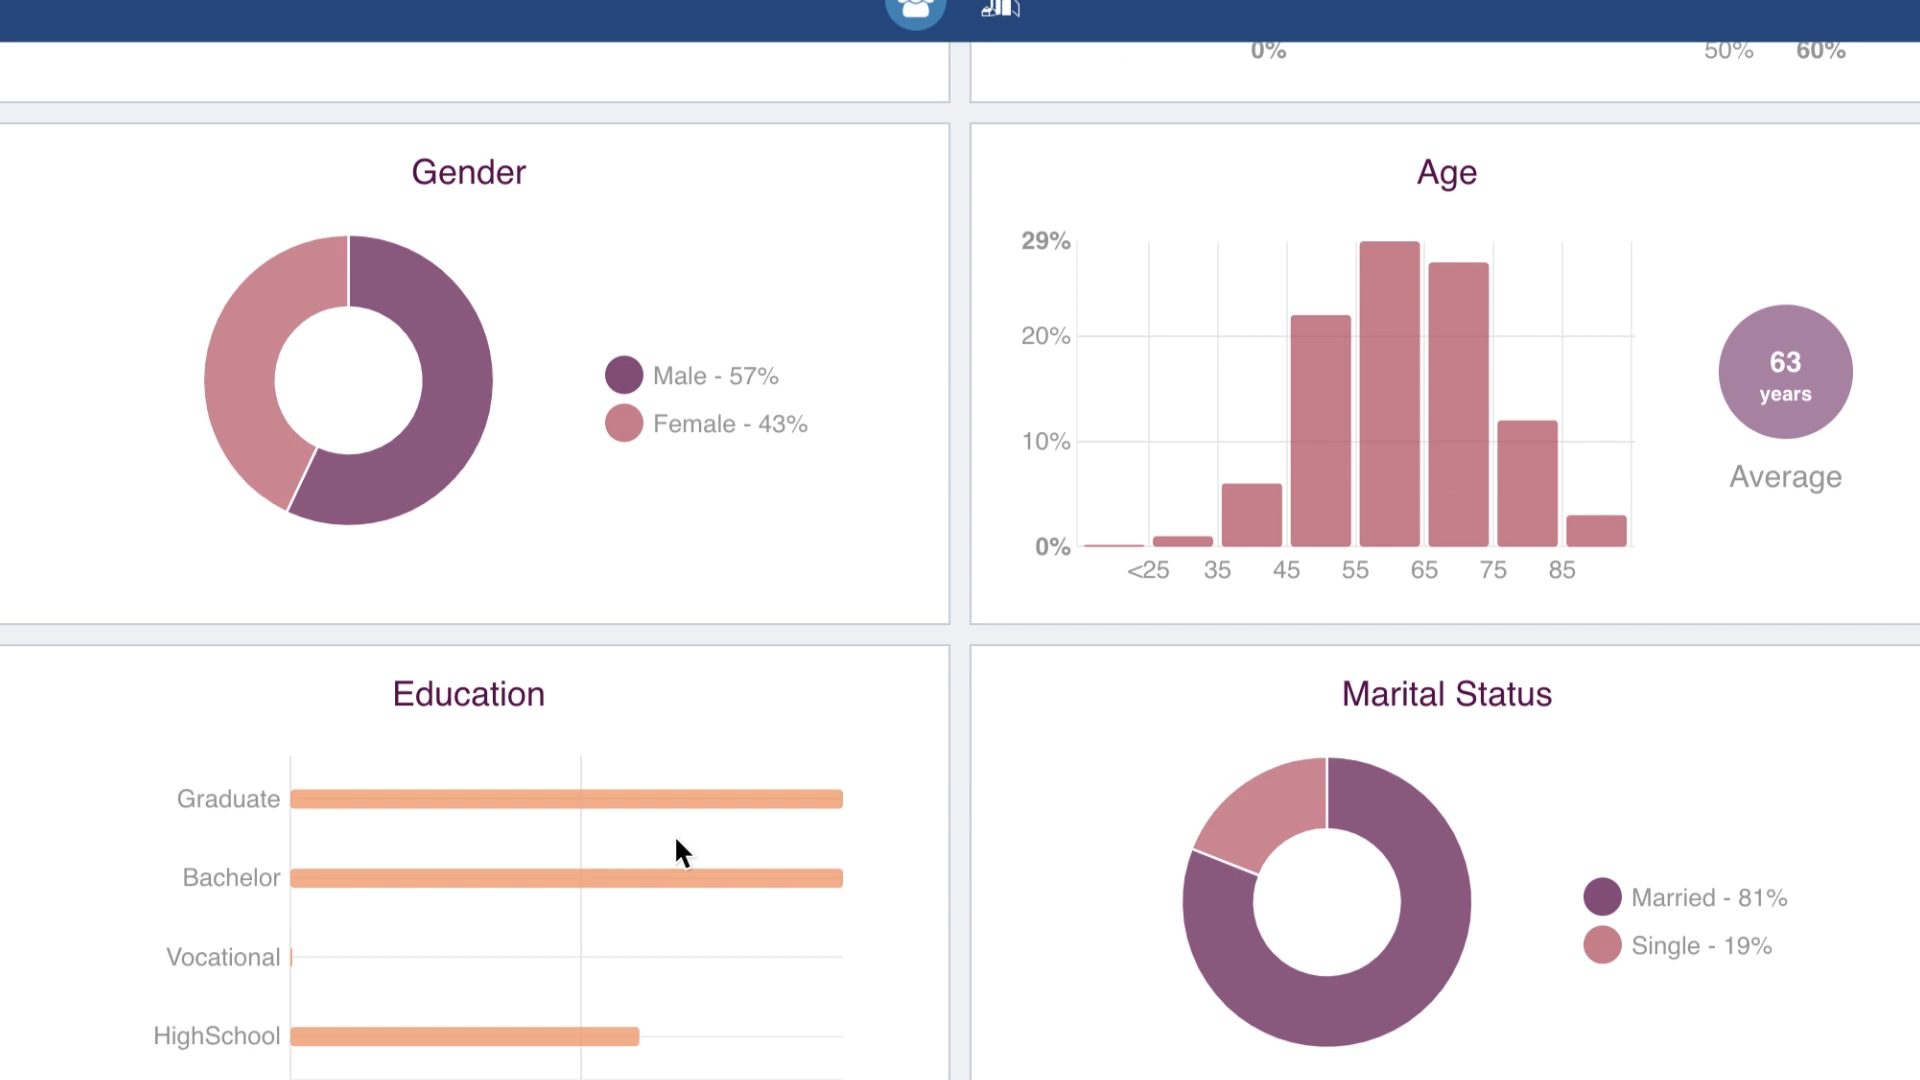 0% 50% 60%
Gender
Male - 57%
Female - 43%
Age
29%
20%
10%
0%
<25 35 45 55 65 75 85
63
years
Average
Education
Graduate
Bachelor
Vocational
HighSchool
Marital Status
Married - 81%
Single - 19%